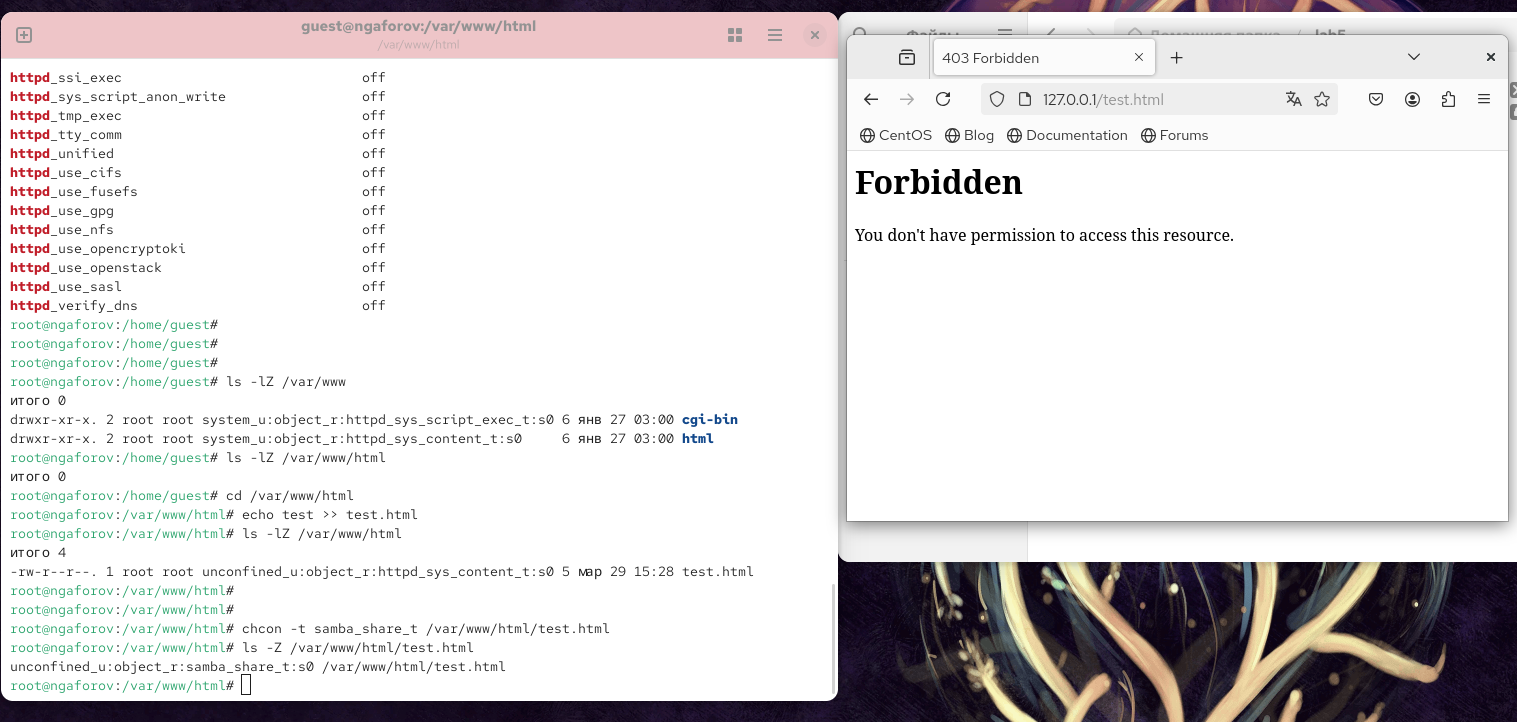 guest@ngaforov:/var/www/html
/var/www/html
httpd_ssi_exec off
httpd_sys_script_anon_write off
httpd_tmp_exec off
httpd_tty_comm off
httpd_unified off
httpd_use_cifs off
httpd_use_fusefs off
httpd_use_gpg off
httpd_use_nfs off
httpd_use_opencryptoki off
httpd_use_openstack off
httpd_use_sasl off
httpd_verify_dns off
root@ngaforov:/home/guest#
root@ngaforov:/home/guest#
root@ngaforov:/home/guest#
root@ngaforov:/home/guest# ls -lZ /var/www
итого 0
drwxr-xr-x. 2 root root system_u:object_r:httpd_sys_script_exec_t:s0 6 янв 27 03:00 cgi-bin
drwxr-xr-x. 2 root root system_u:object_r:httpd_sys_content_t:s0 6 янв 27 03:00 html
root@ngaforov:/home/guest# ls -lZ /var/www/html
итого 0
root@ngaforov:/home/guest# cd /var/www/html
root@ngaforov:/var/www/html# echo test >> test.html
root@ngaforov:/var/www/html# ls -lZ /var/www/html
итого 4
-rw-r--r--. 1 root root unconfined_u:object_r:httpd_sys_content_t:s0 5 мар 29 15:28 test.html
root@ngaforov:/var/www/html#
root@ngaforov:/var/www/html#
root@ngaforov:/var/www/html# chcon -t samba_share_t /var/www/html/test.html
root@ngaforov:/var/www/html# ls -Z /var/www/html/test.html
unconfined_u:object_r:samba_share_t:s0 /var/www/html/test.html
root@ngaforov:/var/www/html#
Файлы
Домашняя папка / lab5
403 Forbidden
127.0.0.1/test.html
CentOS Blog Documentation Forums
Forbidden
You don't have permission to access this resource.